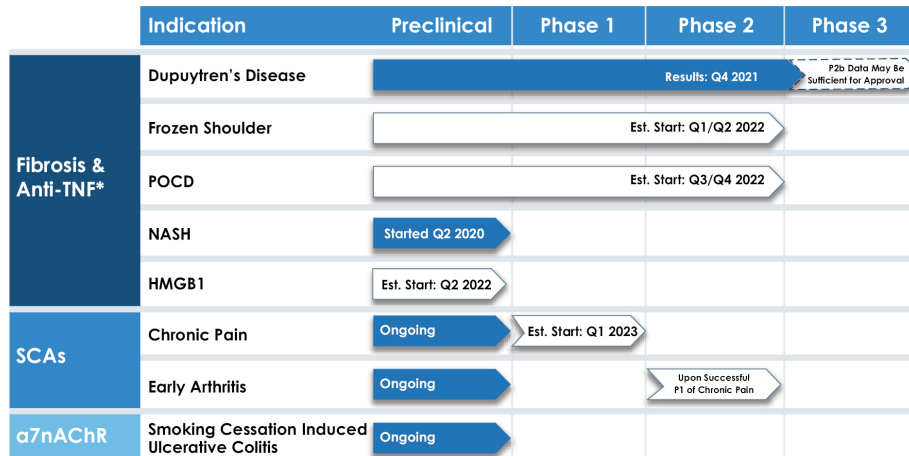 Indication Preclinical Phase 1 Phase 2 Phase 3
Fibrosis &
Anti-TNF*
Dupuytren's Disease
Results: Q4 2021
P2b Data May Be
Sufficient for Approval
Frozen Shoulder
Est. Start: Q1/Q2 2022
POCD
Est. Start: Q3/Q4 2022
NASH
Started Q2 2020
HMGB1
Est. Start: Q2 2022
SCAs
Chronic Pain
Ongoing
Est. Start: Q1 2023
Early Arthritis
Ongoing
Upon Successful
P1 of Chronic Pain
a7nAChR
Smoking Cessation Induced
Ulcerative Colitis
Ongoing